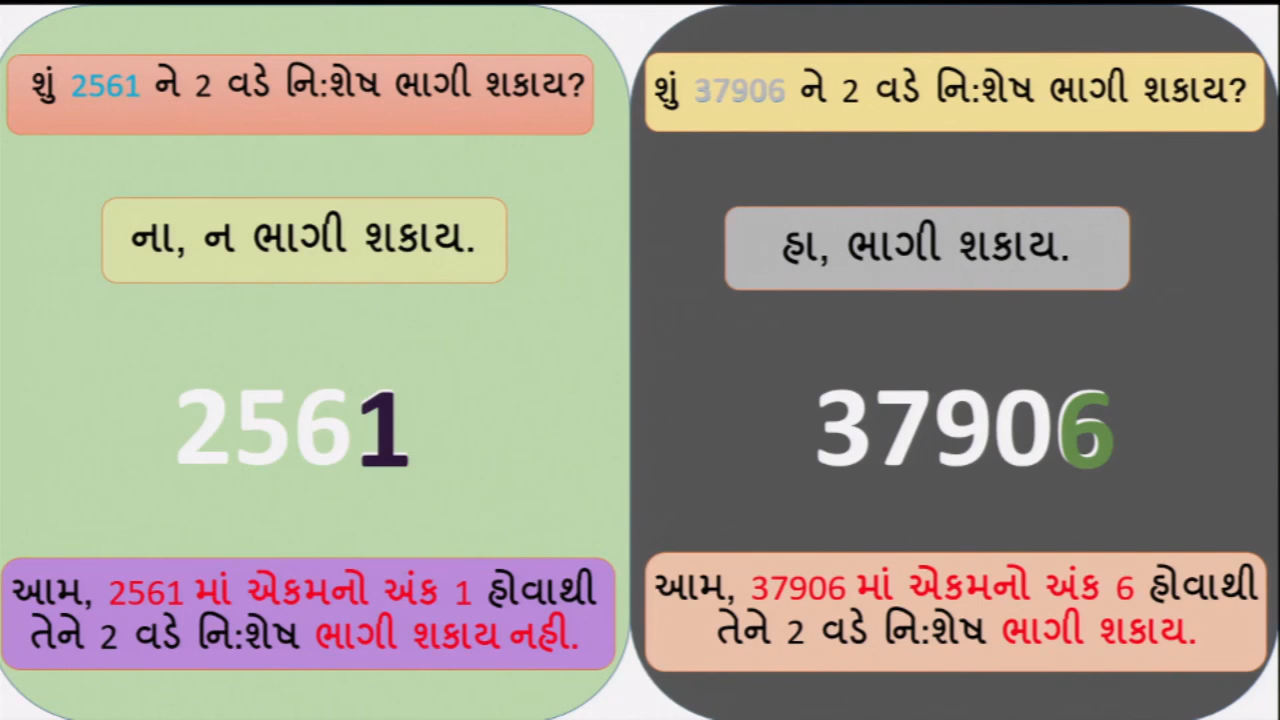 શું 2561 ને 2 વડે નિ:શેષ ભાગી શકાય?
ના, ન ભાગી શકાય.
2561
આમ, 2561 માં એકમનો અંક 1 હોવાથી
તેને 2 વડે નિ:શેષ ભાગી શકાય નહી.
શું 37906 ને 2 વડે નિ:શેષ ભાગી શકાય?
હા, ભાગી શકાય.
37906
આમ, 37906 માં એકમનો અંક 6 હોવાથી
તેને 2 વડે નિ:શેષ ભાગી શકાય.